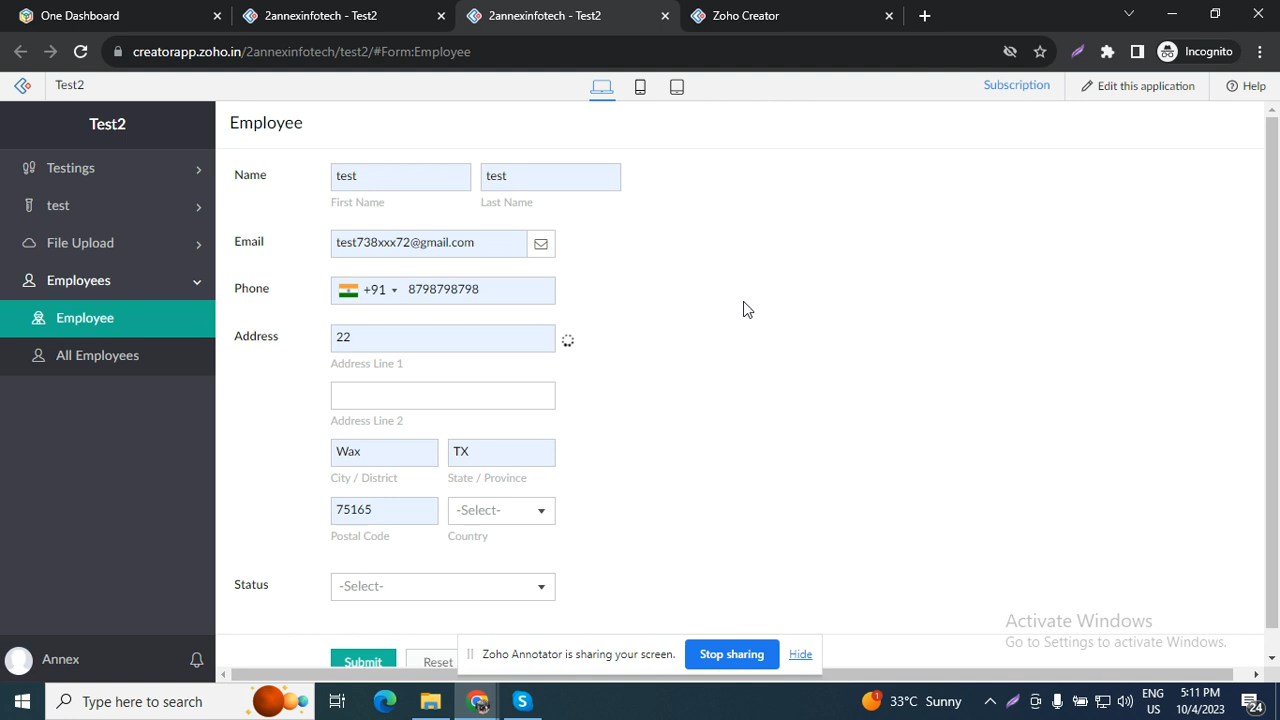 One Dashboard
2annexinfotech - Test2
2annexinfotech - Test2
Zoho Creator
creatorapp.zoho.in/2annexinfotech/test2/#Form:Employee
Incognito
Test2
Subscription
Edit this application
Help
Test2
Testings
test
File Upload
Employees
Employee
All Employees
Annex
Employee
Name
test
test
First Name
Last Name
Email
test738xxx72@gmail.com
Phone
+91
8798798798
Address
22
Address Line 1
Address Line 2
Wax
TX
City / District
State / Province
75165
-Select-
Postal Code
Country
Status
-Select-
Submit
Reset
Zoho Annotator is sharing your screen.
Stop sharing
Hide
Activate Windows
Go to Settings to activate Windows.
Type here to search
1
33°C Sunny
ENG
US
5:11 PM
10/4/2023
24